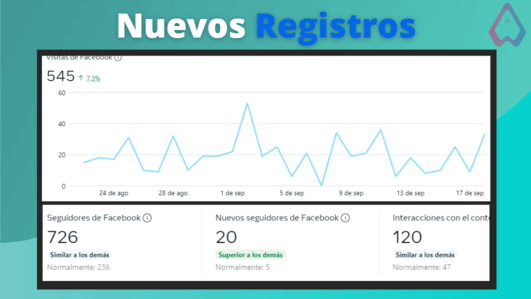 Nuevos Registros
Visitas de Facebook
545 ↑ 7.3%
60
40
20
0
24 de ago 28 de ago 1 de sep 5 de sep 9 de sep 13 de sep 17 de sep
Seguidores de Facebook Nuevos seguidores de Facebook Interacciones con el conte
726 20 120
Similar a los demás Superior a los demás Similar a los demás
Normalmente: 236 Normalmente: 5 Normalmente: 47